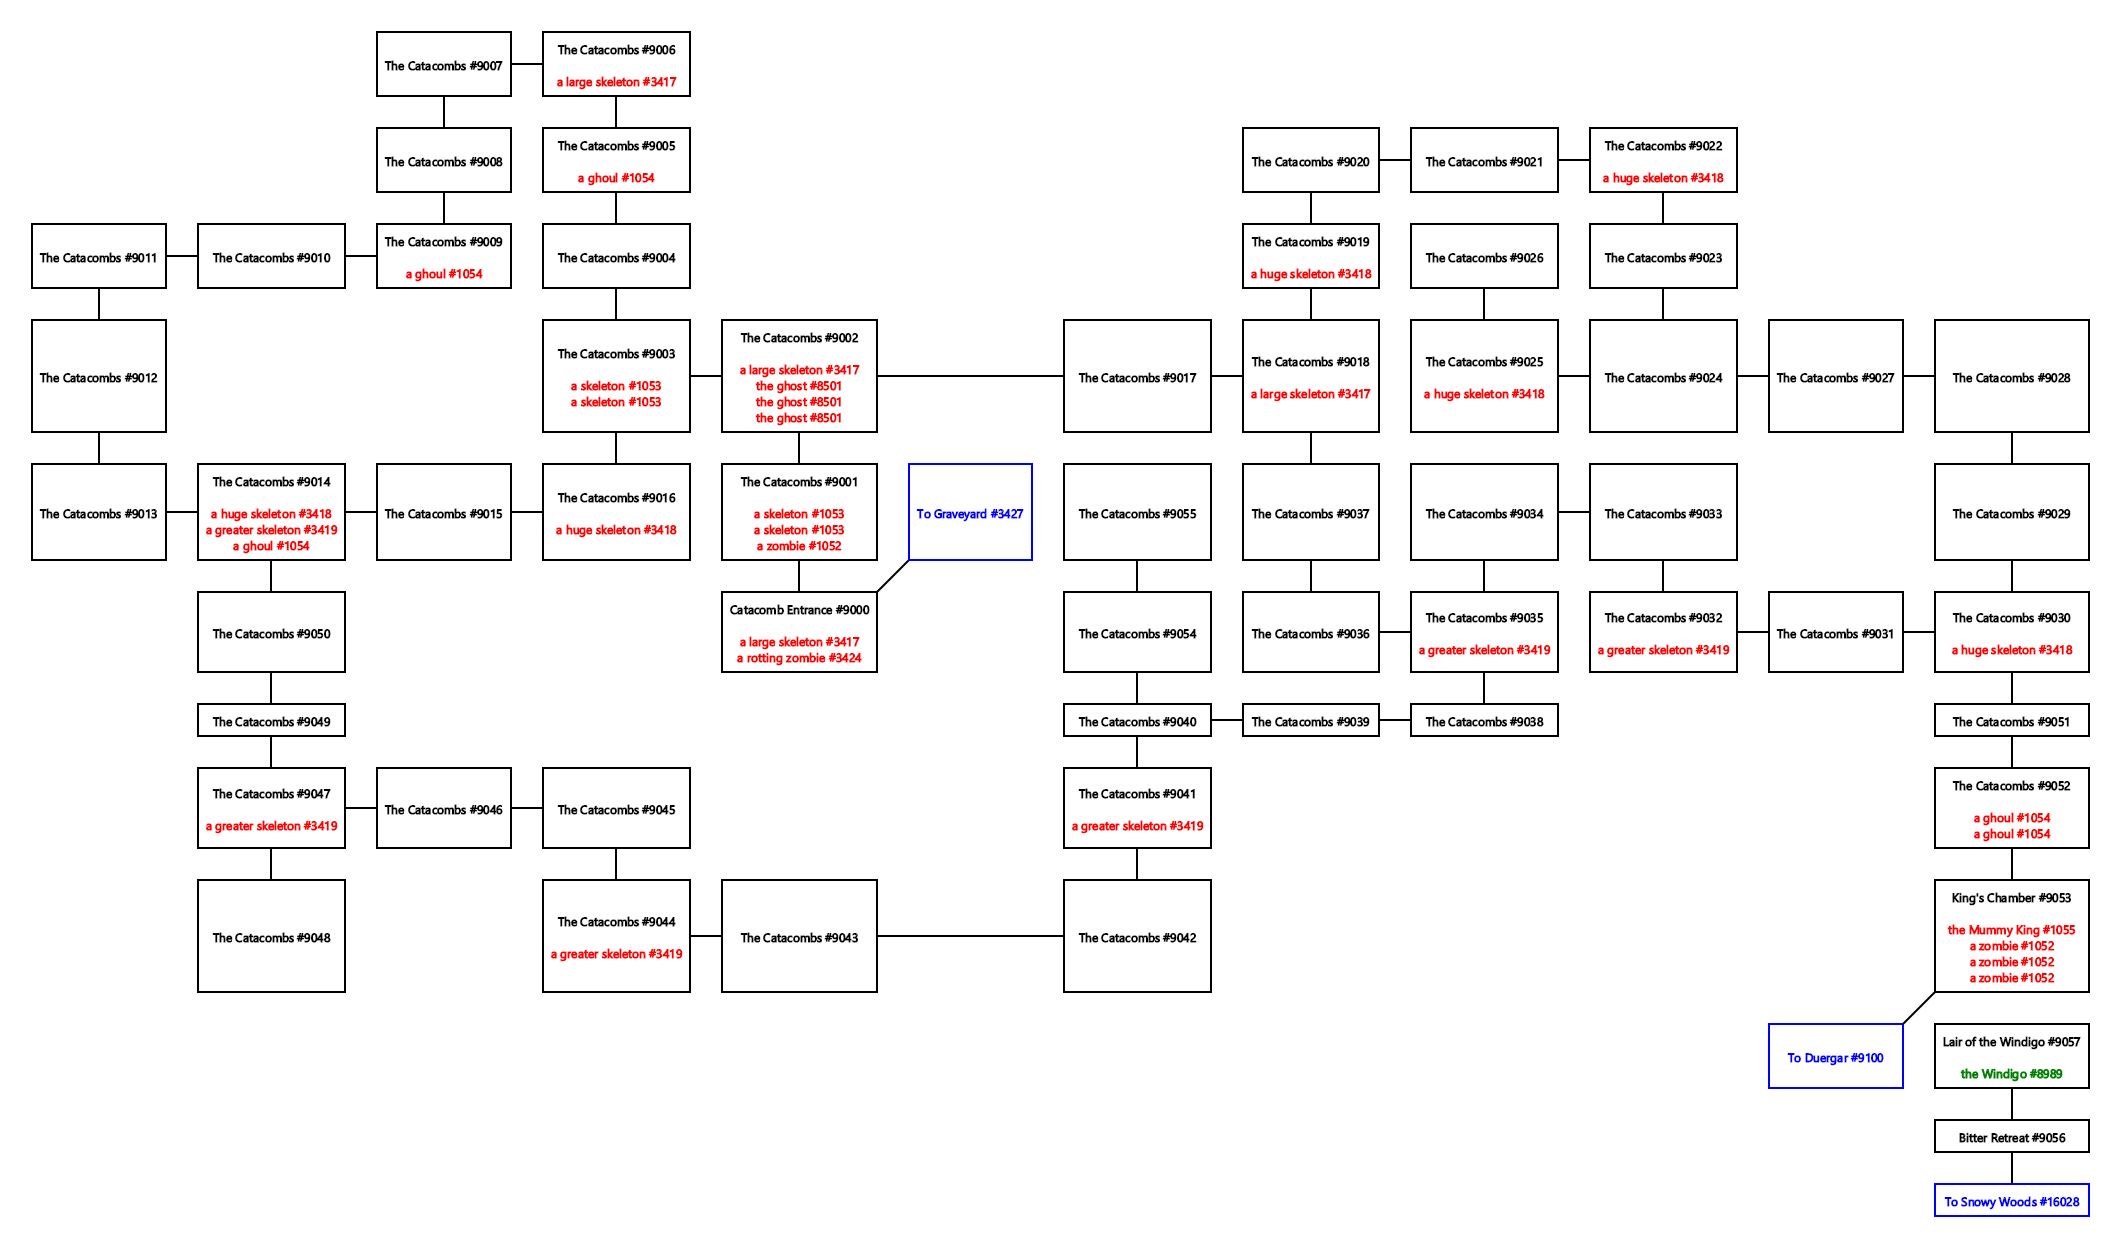 The Catacombs #9007
The Catacombs #9006
a large skeleton #3417
The Catacombs #9008
The Catacombs #9005
a ghoul #1054
The Catacombs #9020
The Catacombs #9021
The Catacombs #9022
a huge skeleton #3418
The Catacombs #9011
The Catacombs #9010
The Catacombs #9009
a ghoul #1054
The Catacombs #9004
The Catacombs #9019
a huge skeleton #3418
The Catacombs #9026
The Catacombs #9023
The Catacombs #9012
The Catacombs #9003
a skeleton #1053
a skeleton #1053
The Catacombs #9002
a large skeleton #3417
the ghost #8501
the ghost #8501
the ghost #8501
The Catacombs #9017
The Catacombs #9018
a large skeleton #3417
The Catacombs #9025
a huge skeleton #3418
The Catacombs #9024
The Catacombs #9027
The Catacombs #9028
The Catacombs #9013
The Catacombs #9014
a huge skeleton #3418
a greater skeleton #3419
a ghoul #1054
The Catacombs #9015
The Catacombs #9016
a huge skeleton #3418
The Catacombs #9001
a skeleton #1053
a skeleton #1053
a zombie #1052
To Graveyard #3427
The Catacombs #9055
The Catacombs #9037
The Catacombs #9034
The Catacombs #9033
The Catacombs #9029
The Catacombs #9050
Catacomb Entrance #9000
a large skeleton #3417
a rotting zombie #3424
The Catacombs #9054
The Catacombs #9036
The Catacombs #9035
a greater skeleton #3419
The Catacombs #9032
a greater skeleton #3419
The Catacombs #9031
The Catacombs #9030
a huge skeleton #3418
The Catacombs #9049
The Catacombs #9040
The Catacombs #9039
The Catacombs #9038
The Catacombs #9051
The Catacombs #9047
a greater skeleton #3419
The Catacombs #9046
The Catacombs #9045
The Catacombs #9041
a greater skeleton #3419
The Catacombs #9052
a ghoul #1054
a ghoul #1054
The Catacombs #9048
The Catacombs #9044
a greater skeleton #3419
The Catacombs #9043
The Catacombs #9042
King's Chamber #9053
the Mummy King #1055
a zombie #1052
a zombie #1052
a zombie #1052
To Duergar #9100
Lair of the Windigo #9057
the Windigo #8989
Bitter Retreat #9056
To Snowy Woods #16028